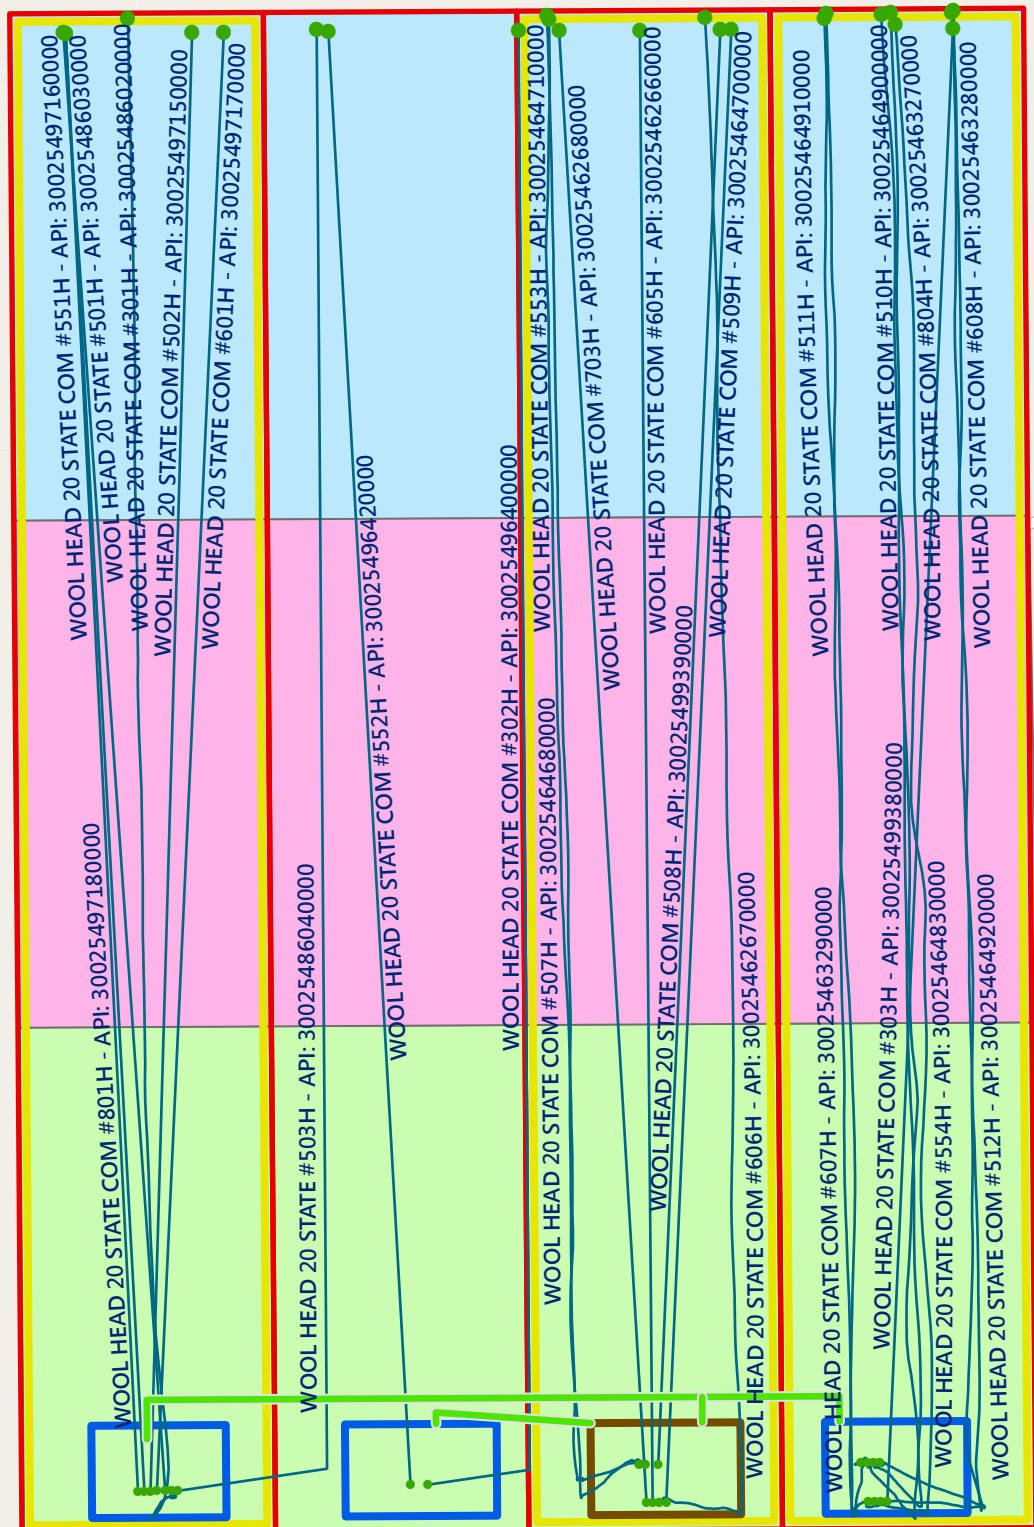 WOOL HEAD 20 STATE COM #551H - API: 30025497160000
WOOL HEAD 20 STATE #501H - API: 30025486030000
WOOL HEAD 20 STATE COM #301H - API: 30025486020000
WOOL HEAD 20 STATE COM #502H - API: 30025497150000
WOOL HEAD 20 STATE COM #601H - API: 30025497170000
WOOL HEAD 20 STATE COM #801H - API: 30025497180000
WOOL HEAD 20 STATE #503H - API: 30025486040000
WOOL HEAD 20 STATE COM #552H - API: 30025496420000
WOOL HEAD 20 STATE COM #302H - API: 30025496400000
WOOL HEAD 20 STATE COM #553H - API: 30025464710000
WOOL HEAD 20 STATE COM #703H - API: 30025462680000
WOOL HEAD 20 STATE COM #605H - API: 30025462660000
WOOL HEAD 20 STATE COM #509H - API: 30025464700000
WOOL HEAD 20 STATE COM #507H - API: 30025464680000
WOOL HEAD 20 STATE COM #508H - API: 30025499390000
WOOL HEAD 20 STATE COM #606H - API: 30025462670000
WOOL HEAD 20 STATE COM #511H - API: 30025464910000
WOOL HEAD 20 STATE COM #510H - API: 30025464900000
WOOL HEAD 20 STATE COM #804H - API: 30025463270000
WOOL HEAD 20 STATE COM #608H - API: 30025463280000
WOOL HEAD 20 STATE COM #607H - API: 30025463290000
WOOL HEAD 20 STATE COM #303H - API: 30025499380000
WOOL HEAD 20 STATE COM #554H - API: 30025464830000
WOOL HEAD 20 STATE COM #512H - API: 30025464920000